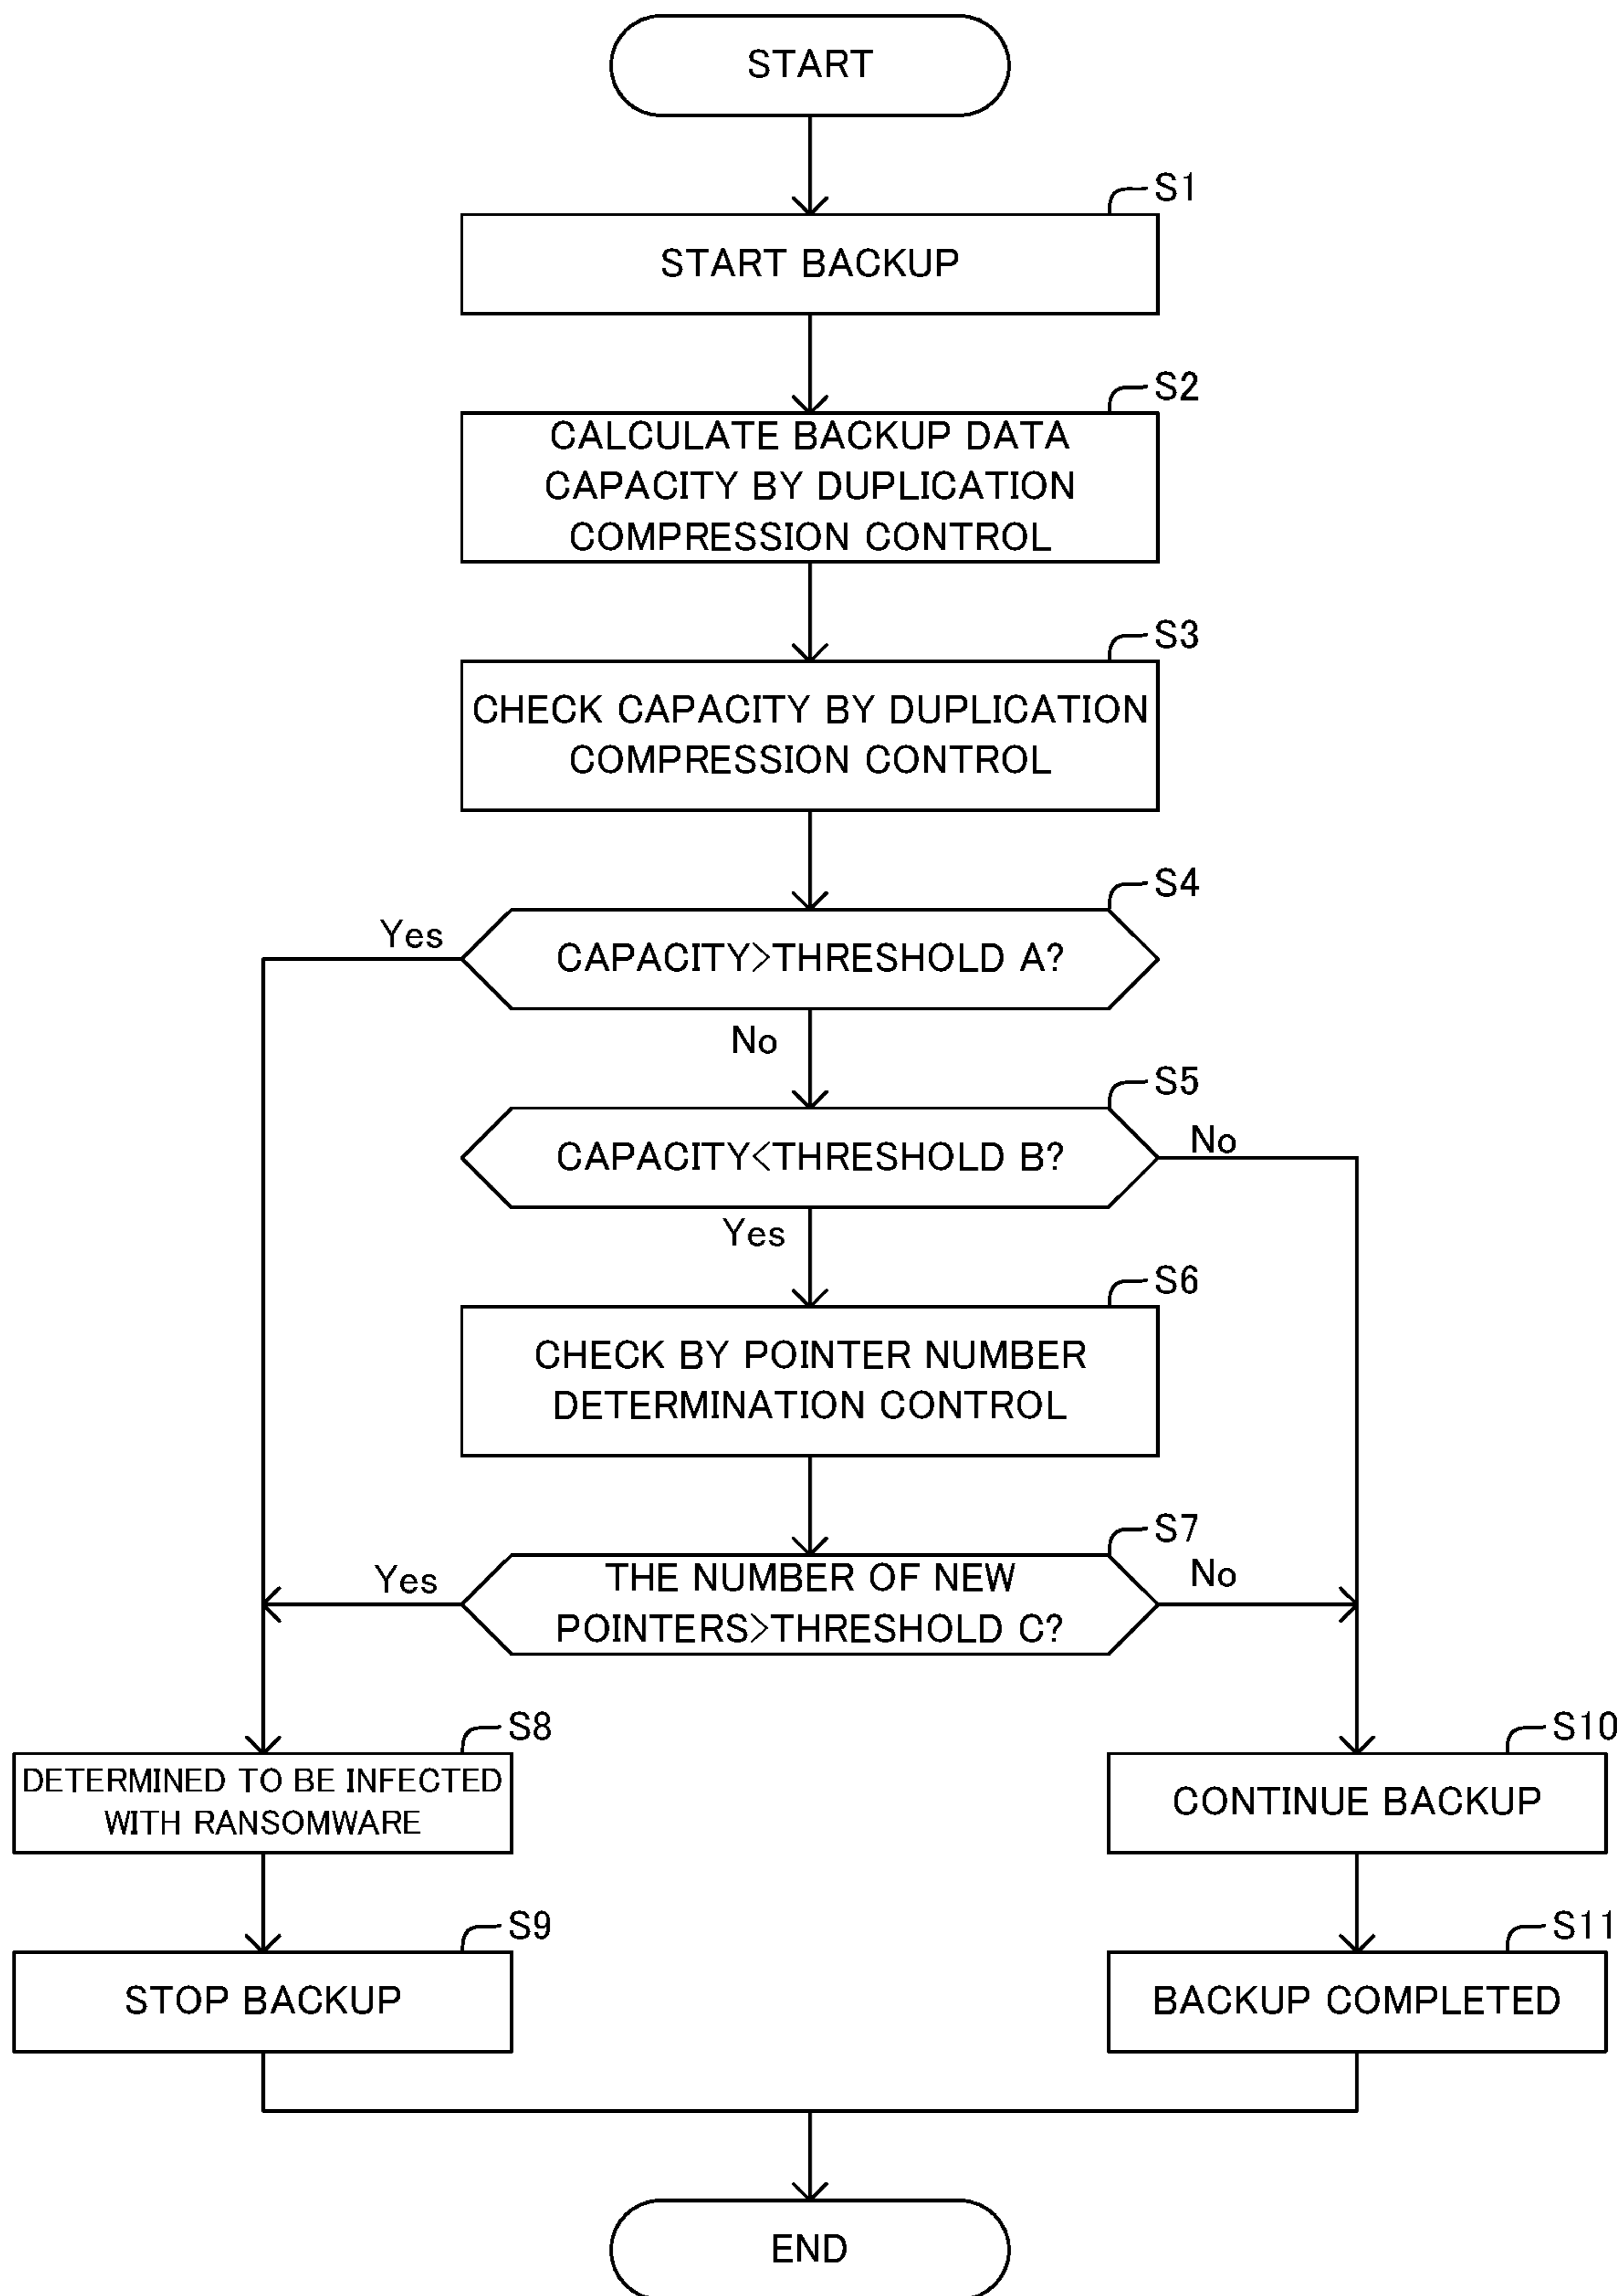 START
S1
START BACKUP
S2
CALCULATE BACKUP DATA
CAPACITY BY DUPLICATION
COMPRESSION CONTROL
S3
CHECK CAPACITY BY DUPLICATION
COMPRESSION CONTROL
S4
Yes
CAPACITY>THRESHOLD A?
No
S5
CAPACITY<THRESHOLD B?
No
Yes
S6
CHECK BY POINTER NUMBER
DETERMINATION CONTROL
S7
Yes
THE NUMBER OF NEW
POINTERS>THRESHOLD C?
No
S8
DETERMINED TO BE INFECTED
WITH RANSOMWARE
S10
CONTINUE BACKUP
S9
STOP BACKUP
S11
BACKUP COMPLETED
END